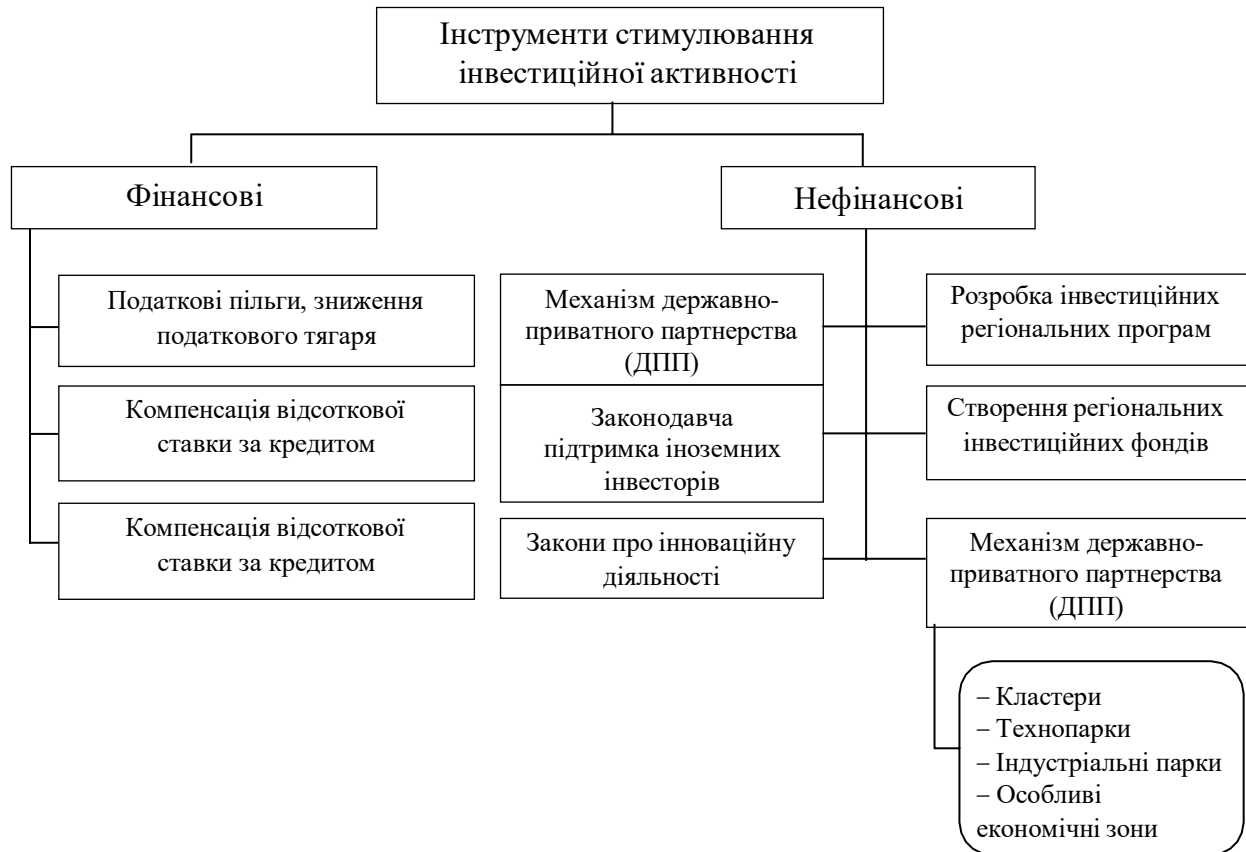 Інструменти стимулювання
інвестиційної активності
Фінансові
Нефінансові
Податкові пільги, зниження
податкового тягаря
Компенсація відсоткової
ставки за кредитом
Компенсація відсоткової
ставки за кредитом
Механізм державно-
приватного партнерства
(ДПП)
Законодавча
підтримка іноземних
інвесторів
Закони про інноваційну
діяльності
Розробка інвестиційних
регіональних програм
Створення регіональних
інвестиційних фондів
Механізм державно-
приватного партнерства
(ДПП)
– Кластери
– Технопарки
– Індустріальні парки
– Особливі
економічні зони